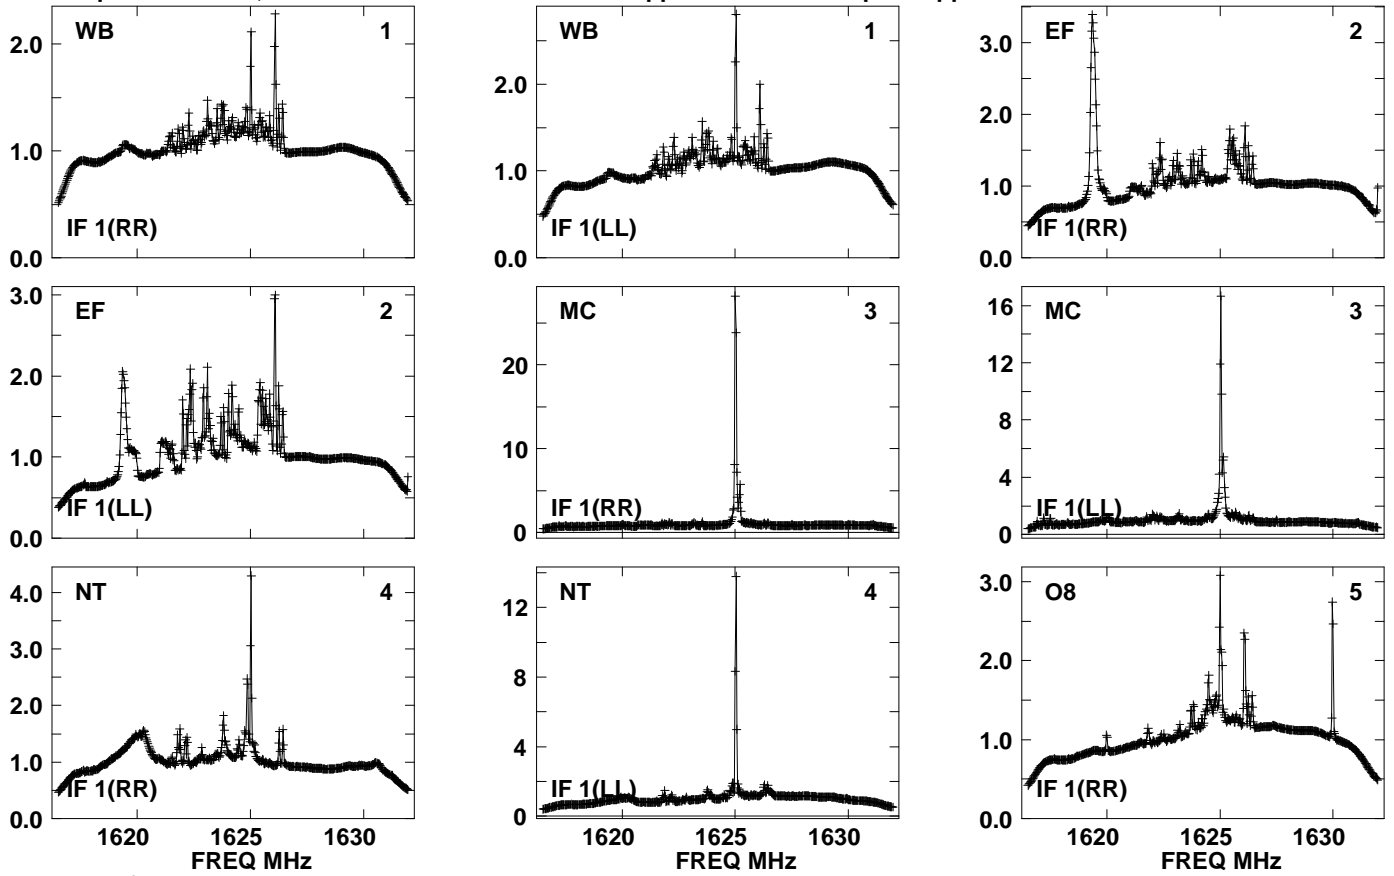 WB 1 WB 1 EF 2
2.0 2.0 3.0
1.0 1.0 2.0
1.0
IF 1(RR) IF 1(LL) IF 1(RR)
0.0 0.0 0.0
EF 2 MC 3 MC 3
3.0 20 16
2.0 10 12
1.0 8
4
IF 1(LL) IF 1(RR) IF 1(LL)
0.0 0 0
NT 4 NT 4 O8 5
4.0 12 3.0
3.0 8 2.0
2.0 4 1.0
1.0
IF 1(RR) IF 1(LL) IF 1(RR)
0.0 0 0.0
1620 1625 1630 1620 1625 1630 1620 1625 1630
FREQ MHz FREQ MHz FREQ MHz